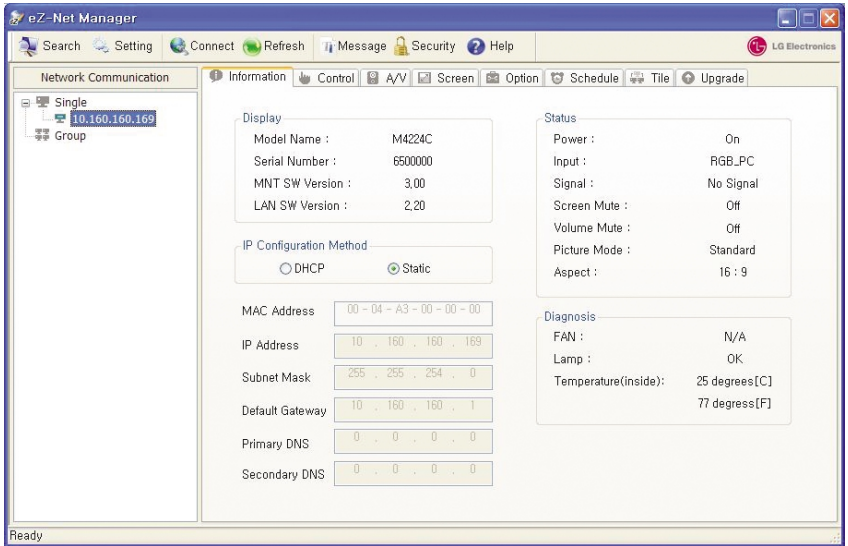 eZ-Net Manager
Search Setting Connect Refresh Message Security Help LG Electronics
Network Communication
Single
10.160.160.169
Group
Information Control A/V Screen Option Schedule Tile Upgrade
Display
Model Name : M4224C
Serial Number : 6500000
MNT SW Version : 3,00
LAN SW Version : 2,20
IP Configuration Method
DHCP Static
MAC Address 00 - 04 - A3 - 00 - 00 - 00
IP Address 10 . 160 . 160 . 169
Subnet Mask 255 . 255 . 254 . 0
Default Gateway 10 . 160 . 160 . 1
Primary DNS 0 . 0 . 0 . 0
Secondary DNS 0 . 0 . 0 . 0
Status
Power : On
Input : RGB_PC
Signal : No Signal
Screen Mute : Off
Volume Mute : Off
Picture Mode : Standard
Aspect : 16 : 9
Diagnosis
FAN : N/A
Lamp : OK
Temperature(inside): 25 degrees[C]
77 degress[F]
Ready